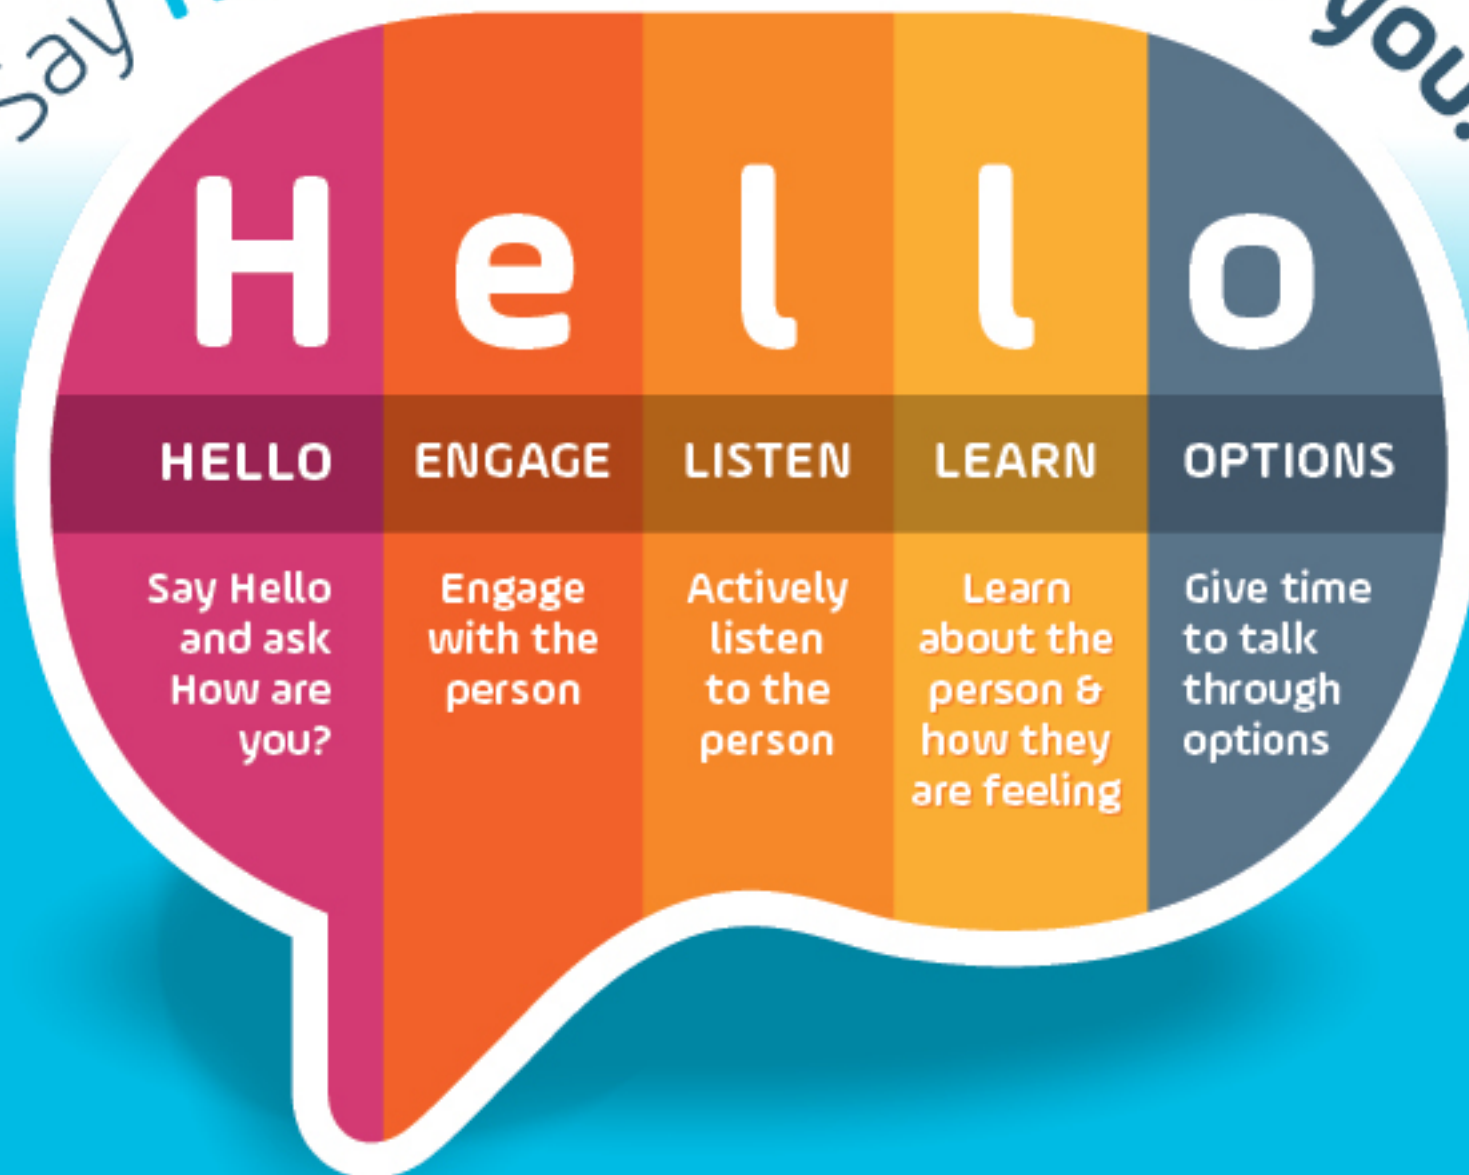 Say
you.
Hello
HELLO
ENGAGE
LISTEN
LEARN
OPTIONS
Say Hello
and ask
How are
you?
Engage
with the
person
Actively
listen
to the
person
Learn
about the
person &
how they
are feeling
Give time
to talk
through
options